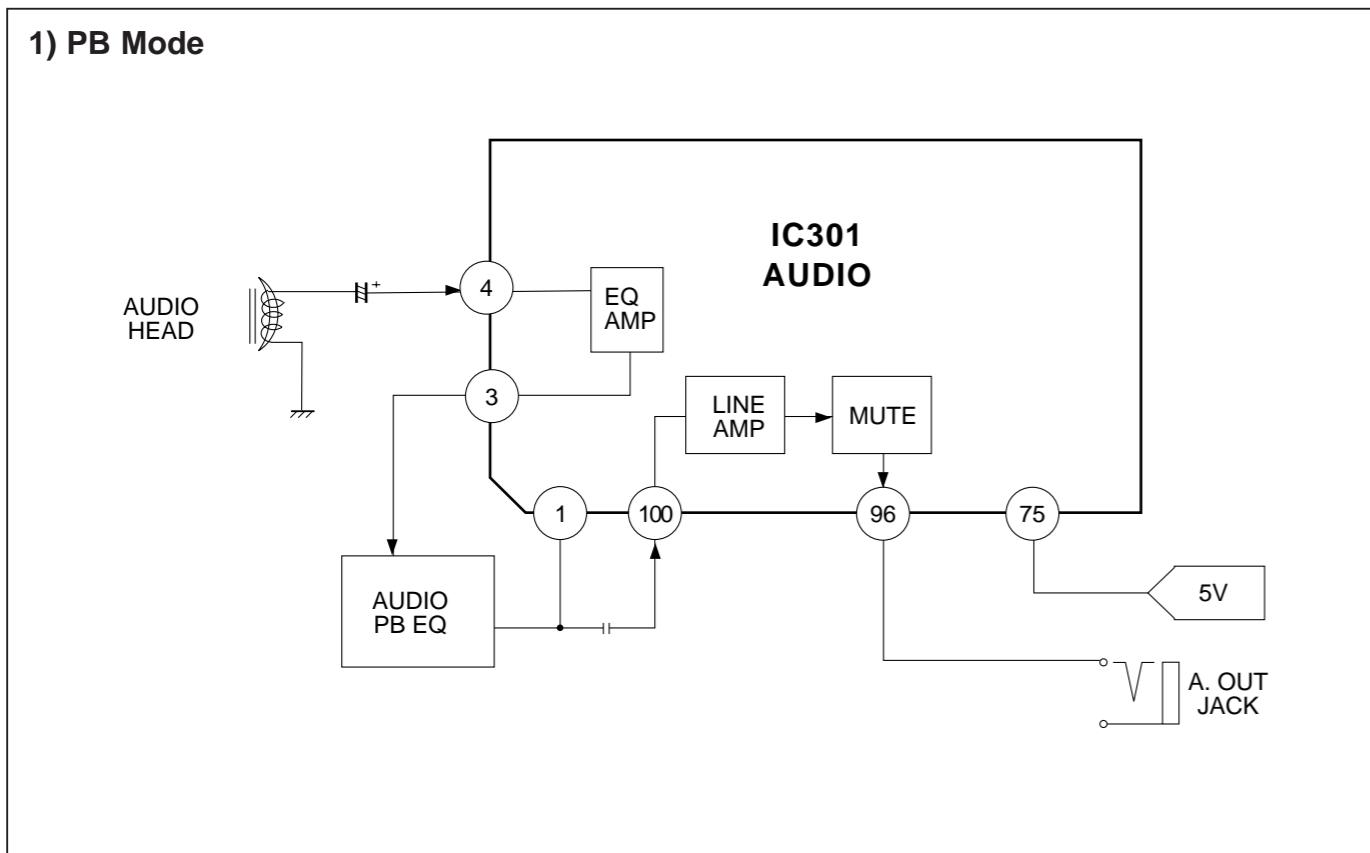 1) PB Mode
IC301
AUDIO
AUDIO
HEAD
+
4
EQ
AMP
3
LINE
AMP
MUTE
1
100
96
75
AUDIO
PB EQ
5V
A. OUT
JACK